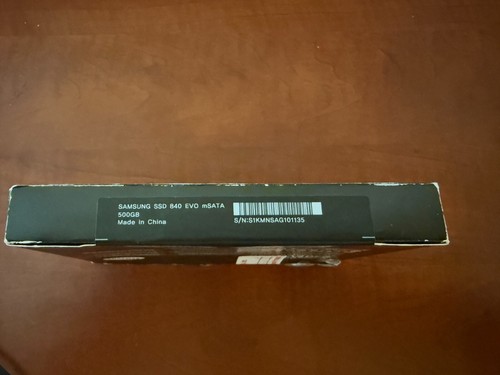 SAMSUNG SSD 840 EVO mSATA
500GB
Made in China
S/N:S1KMNSAG101135